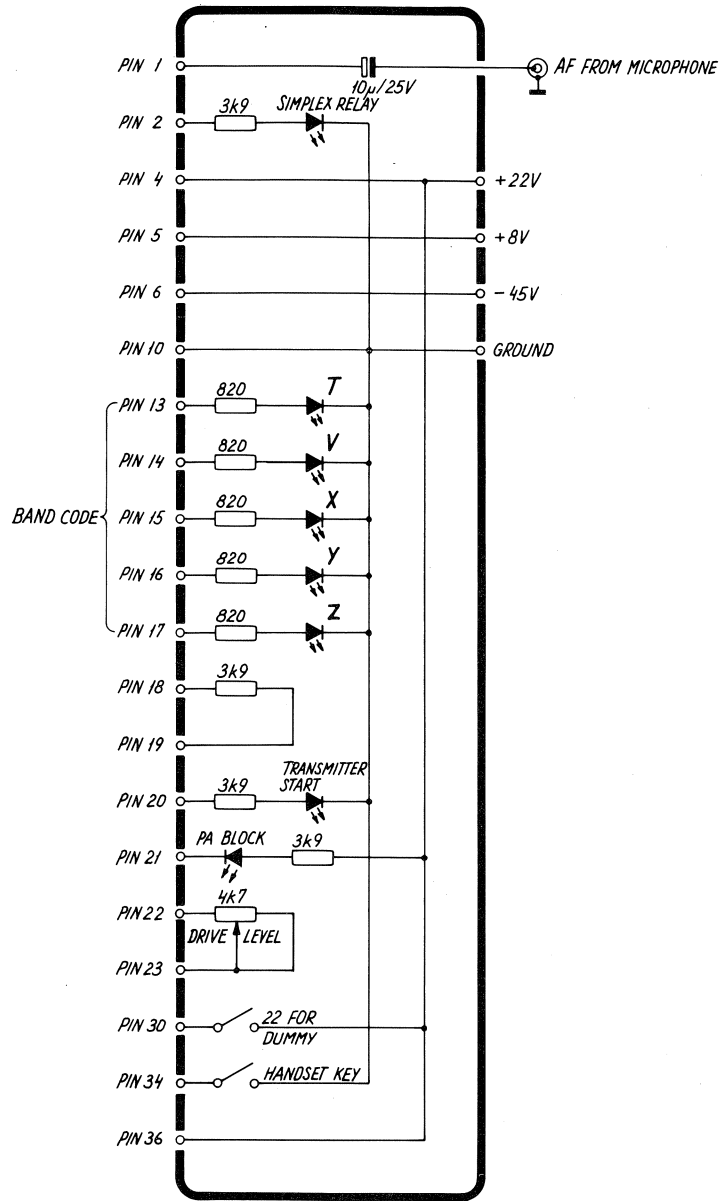 PIN 1
10µ/25V
AF FROM MICROPHONE
PIN 2
3k9
SIMPLEX RELAY
PIN 4
+22V
PIN 5
+8V
PIN 6
-45V
PIN 10
GROUND
BAND CODE
PIN 13
820
T
PIN 14
820
V
PIN 15
820
X
PIN 16
820
Y
PIN 17
820
Z
PIN 18
3k9
PIN 19
PIN 20
3k9
TRANSMITTER
START
PIN 21
PA BLOCK
3k9
PIN 22
4k7
DRIVE LEVEL
PIN 23
PIN 30
22 FOR
DUMMY
PIN 34
HANDSET KEY
PIN 36